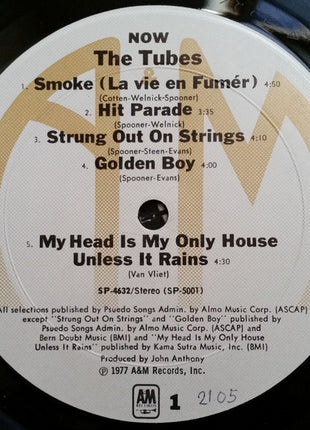 NOW
The Tubes
1. Smoke (La vie en Fumér) 4:50
(Cotten-Welnick-Spooner)
2. Hit Parade 3:35
(Spooner-Welnick)
3. Strung Out On Strings 4:10
(Spooner-Steen-Evans)
4. Golden Boy 4:00
(Spooner-Evans)
5. My Head Is My Only House
Unless It Rains 4:30
(Van Vliet)
SP-4632/Stereo (SP-5001)
All selections published by Psuedo Songs Admin. by Almo Music Corp. (ASCAP)
except "Strung Out On Strings" and "Golden Boy" published by
Psuedo Songs Admin. by Almo Music Corp. (ASCAP) and
Bern Doubt Music (BMI) and "My Head Is My Only House
Unless It Rains" published by Kama Sutra Music, Inc. (BMI)
Produced by John Anthony
℗ 1977 A&M Records, Inc.
A&M
RECORDS
1
2105